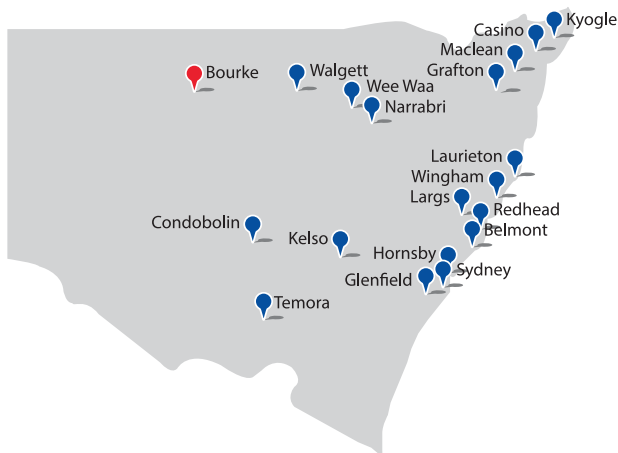 Kyogle
Casino
Maclean
Grafton
Bourke
Walgett
Wee Waa
Narrabri
Laurieton
Wingham
Largs
Redhead
Belmont
Condobolin
Kelso
Hornsby
Sydney
Glenfield
Temora